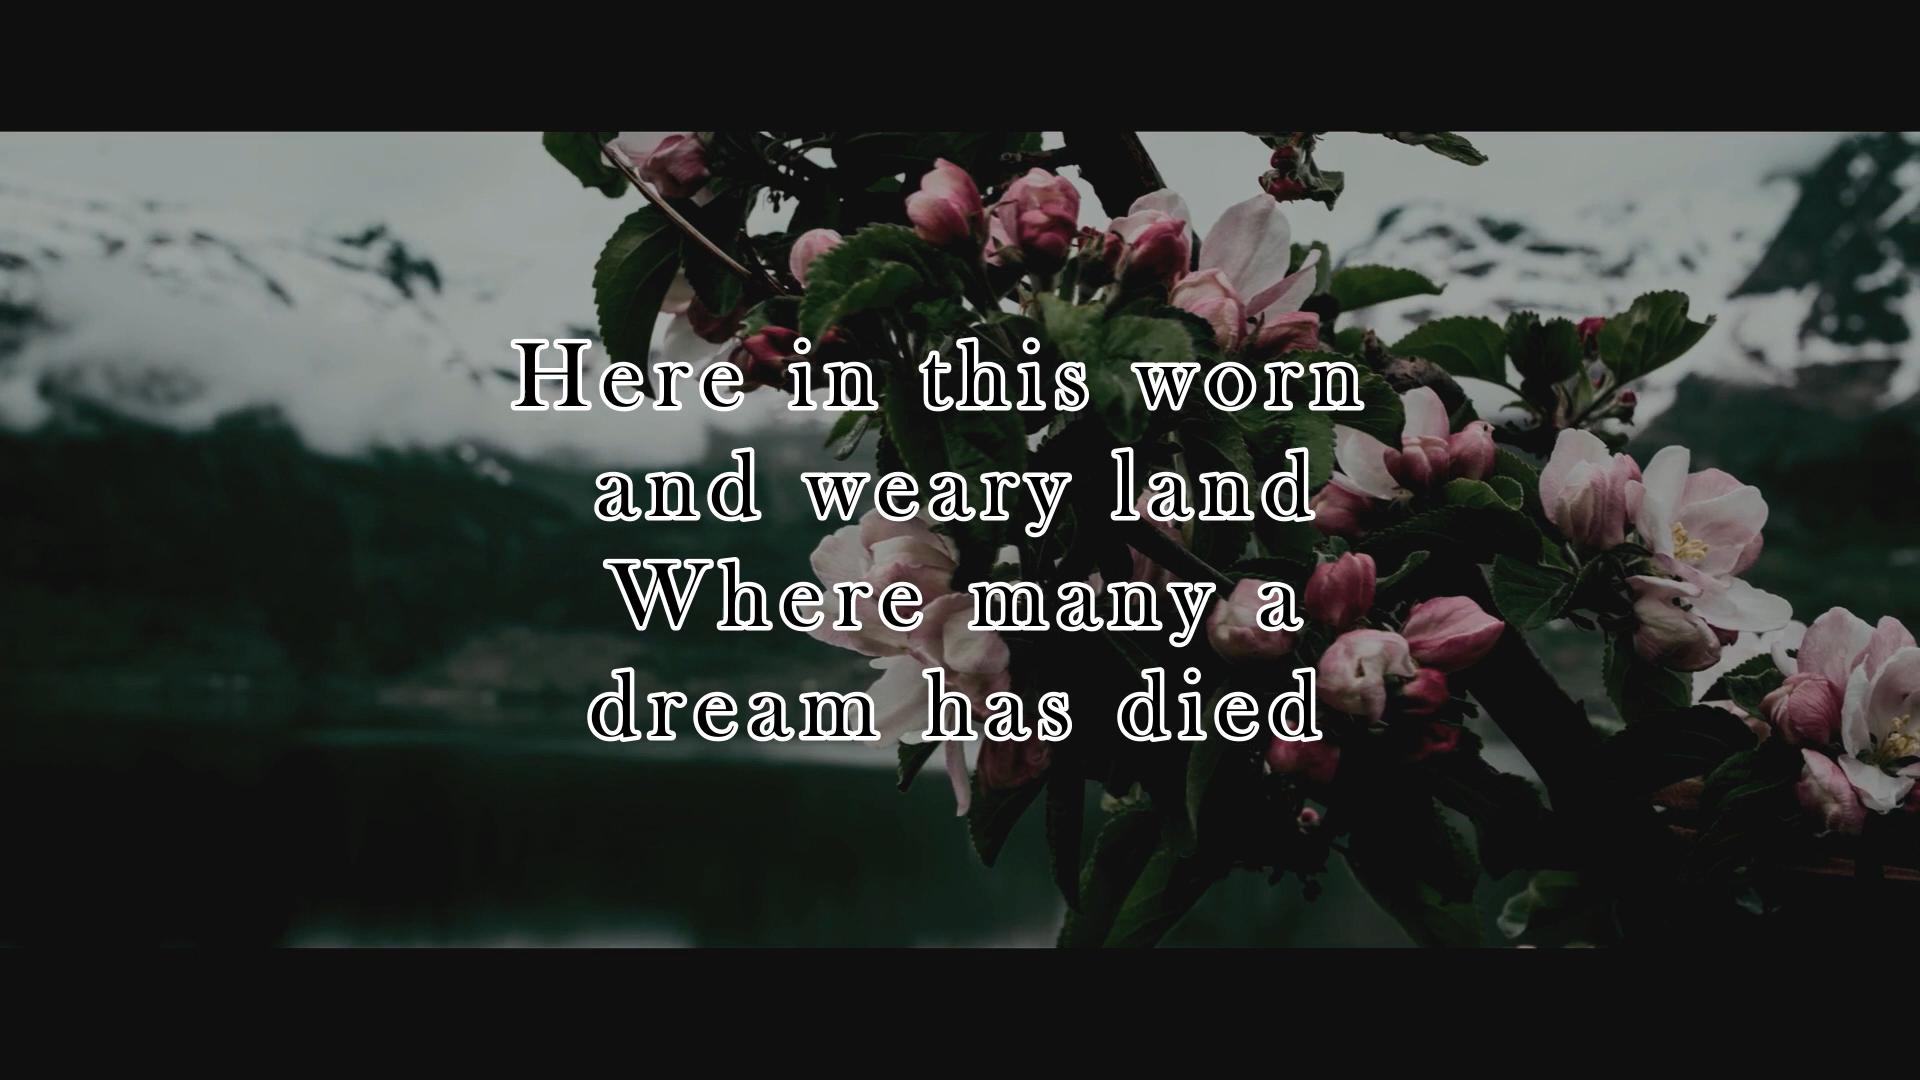 Here in this worn
and weary land
Where many a
dream has died